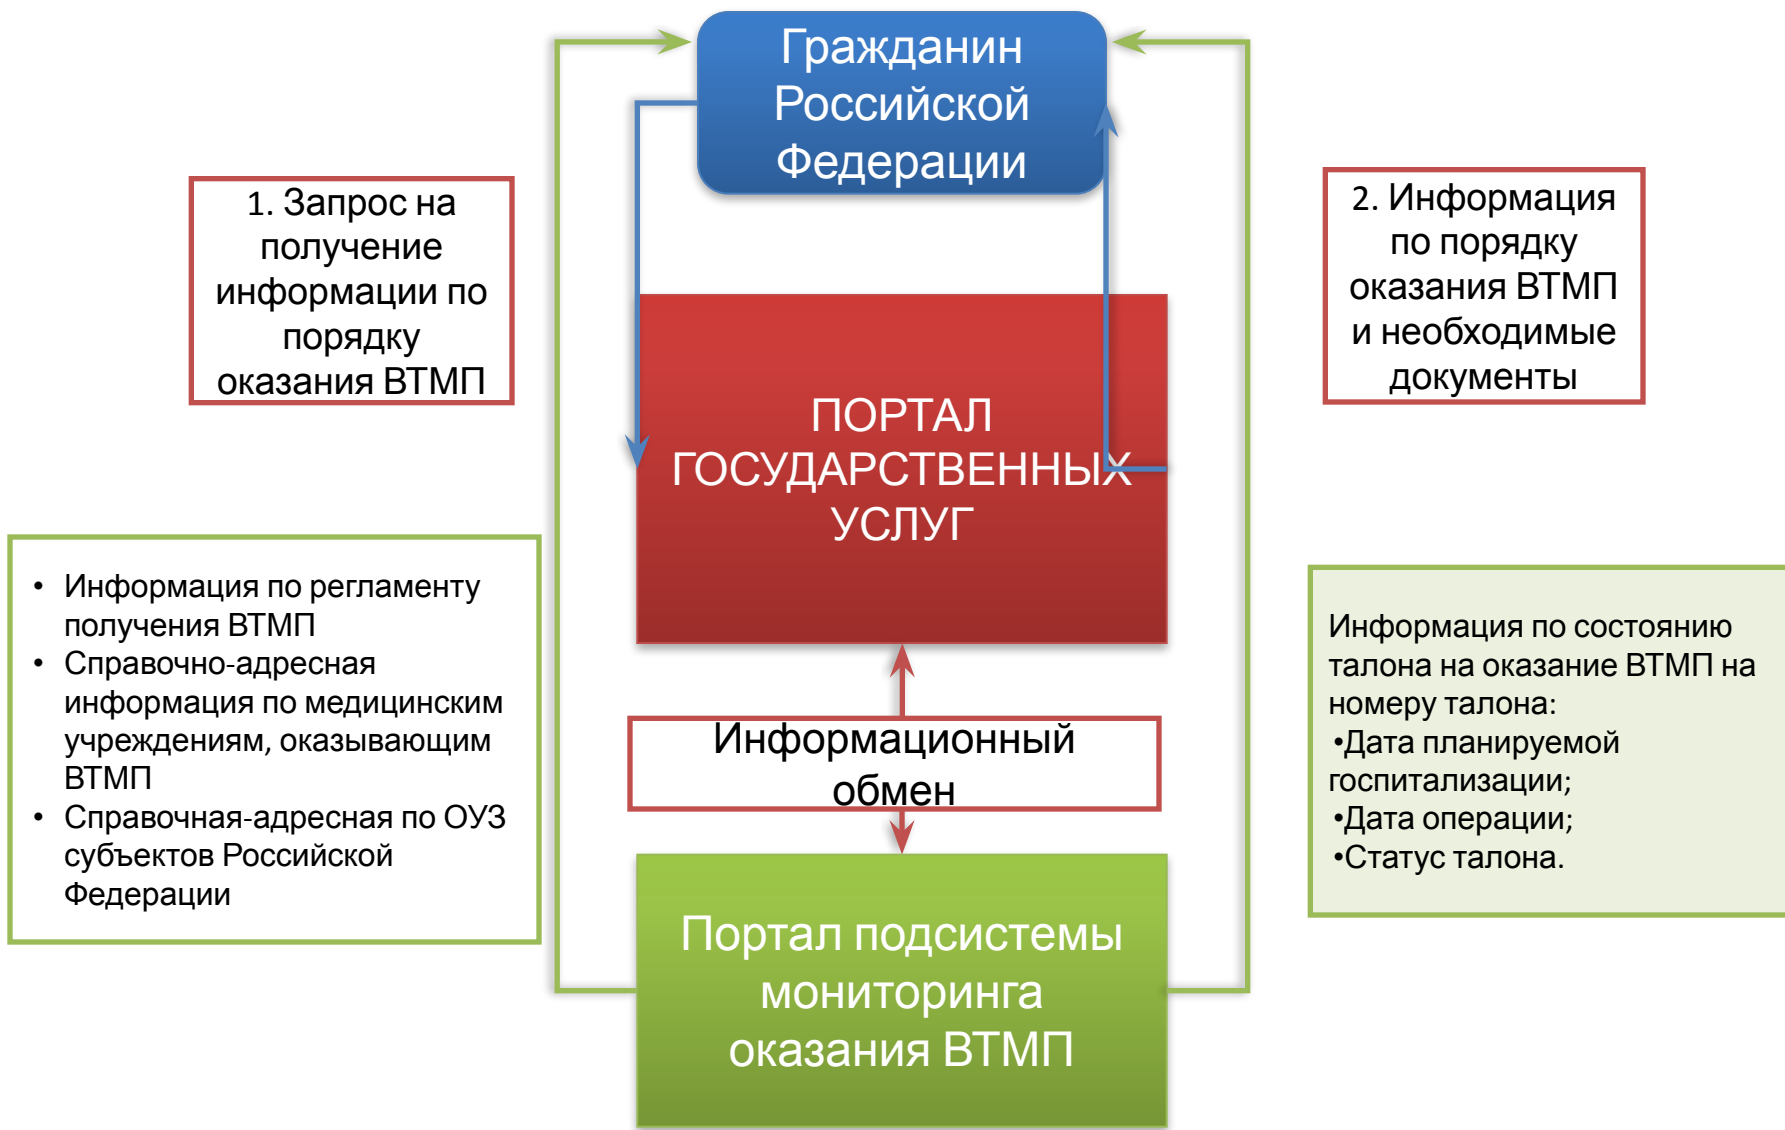 Гражданин
Российской
Федерации
1. Запрос на
получение
информации по
порядку
оказания ВТМП
2. Информация
по порядку
оказания ВТМП
и необходимые
документы
ПОРТАЛ
ГОСУДАРСТВЕННЫХ
УСЛУГ
• Информация по регламенту
получения ВТМП
• Справочно-адресная
информация по медицинским
учреждениям, оказывающим
ВТМП
• Справочная-адресная по ОУЗ
субъектов Российской
Федерации
Информация по состоянию
талона на оказание ВТМП на
номеру талона:
•Дата планируемой
госпитализации;
•Дата операции;
•Статус талона.
Информационный
обмен
Портал подсистемы
мониторинга
оказания ВТМП